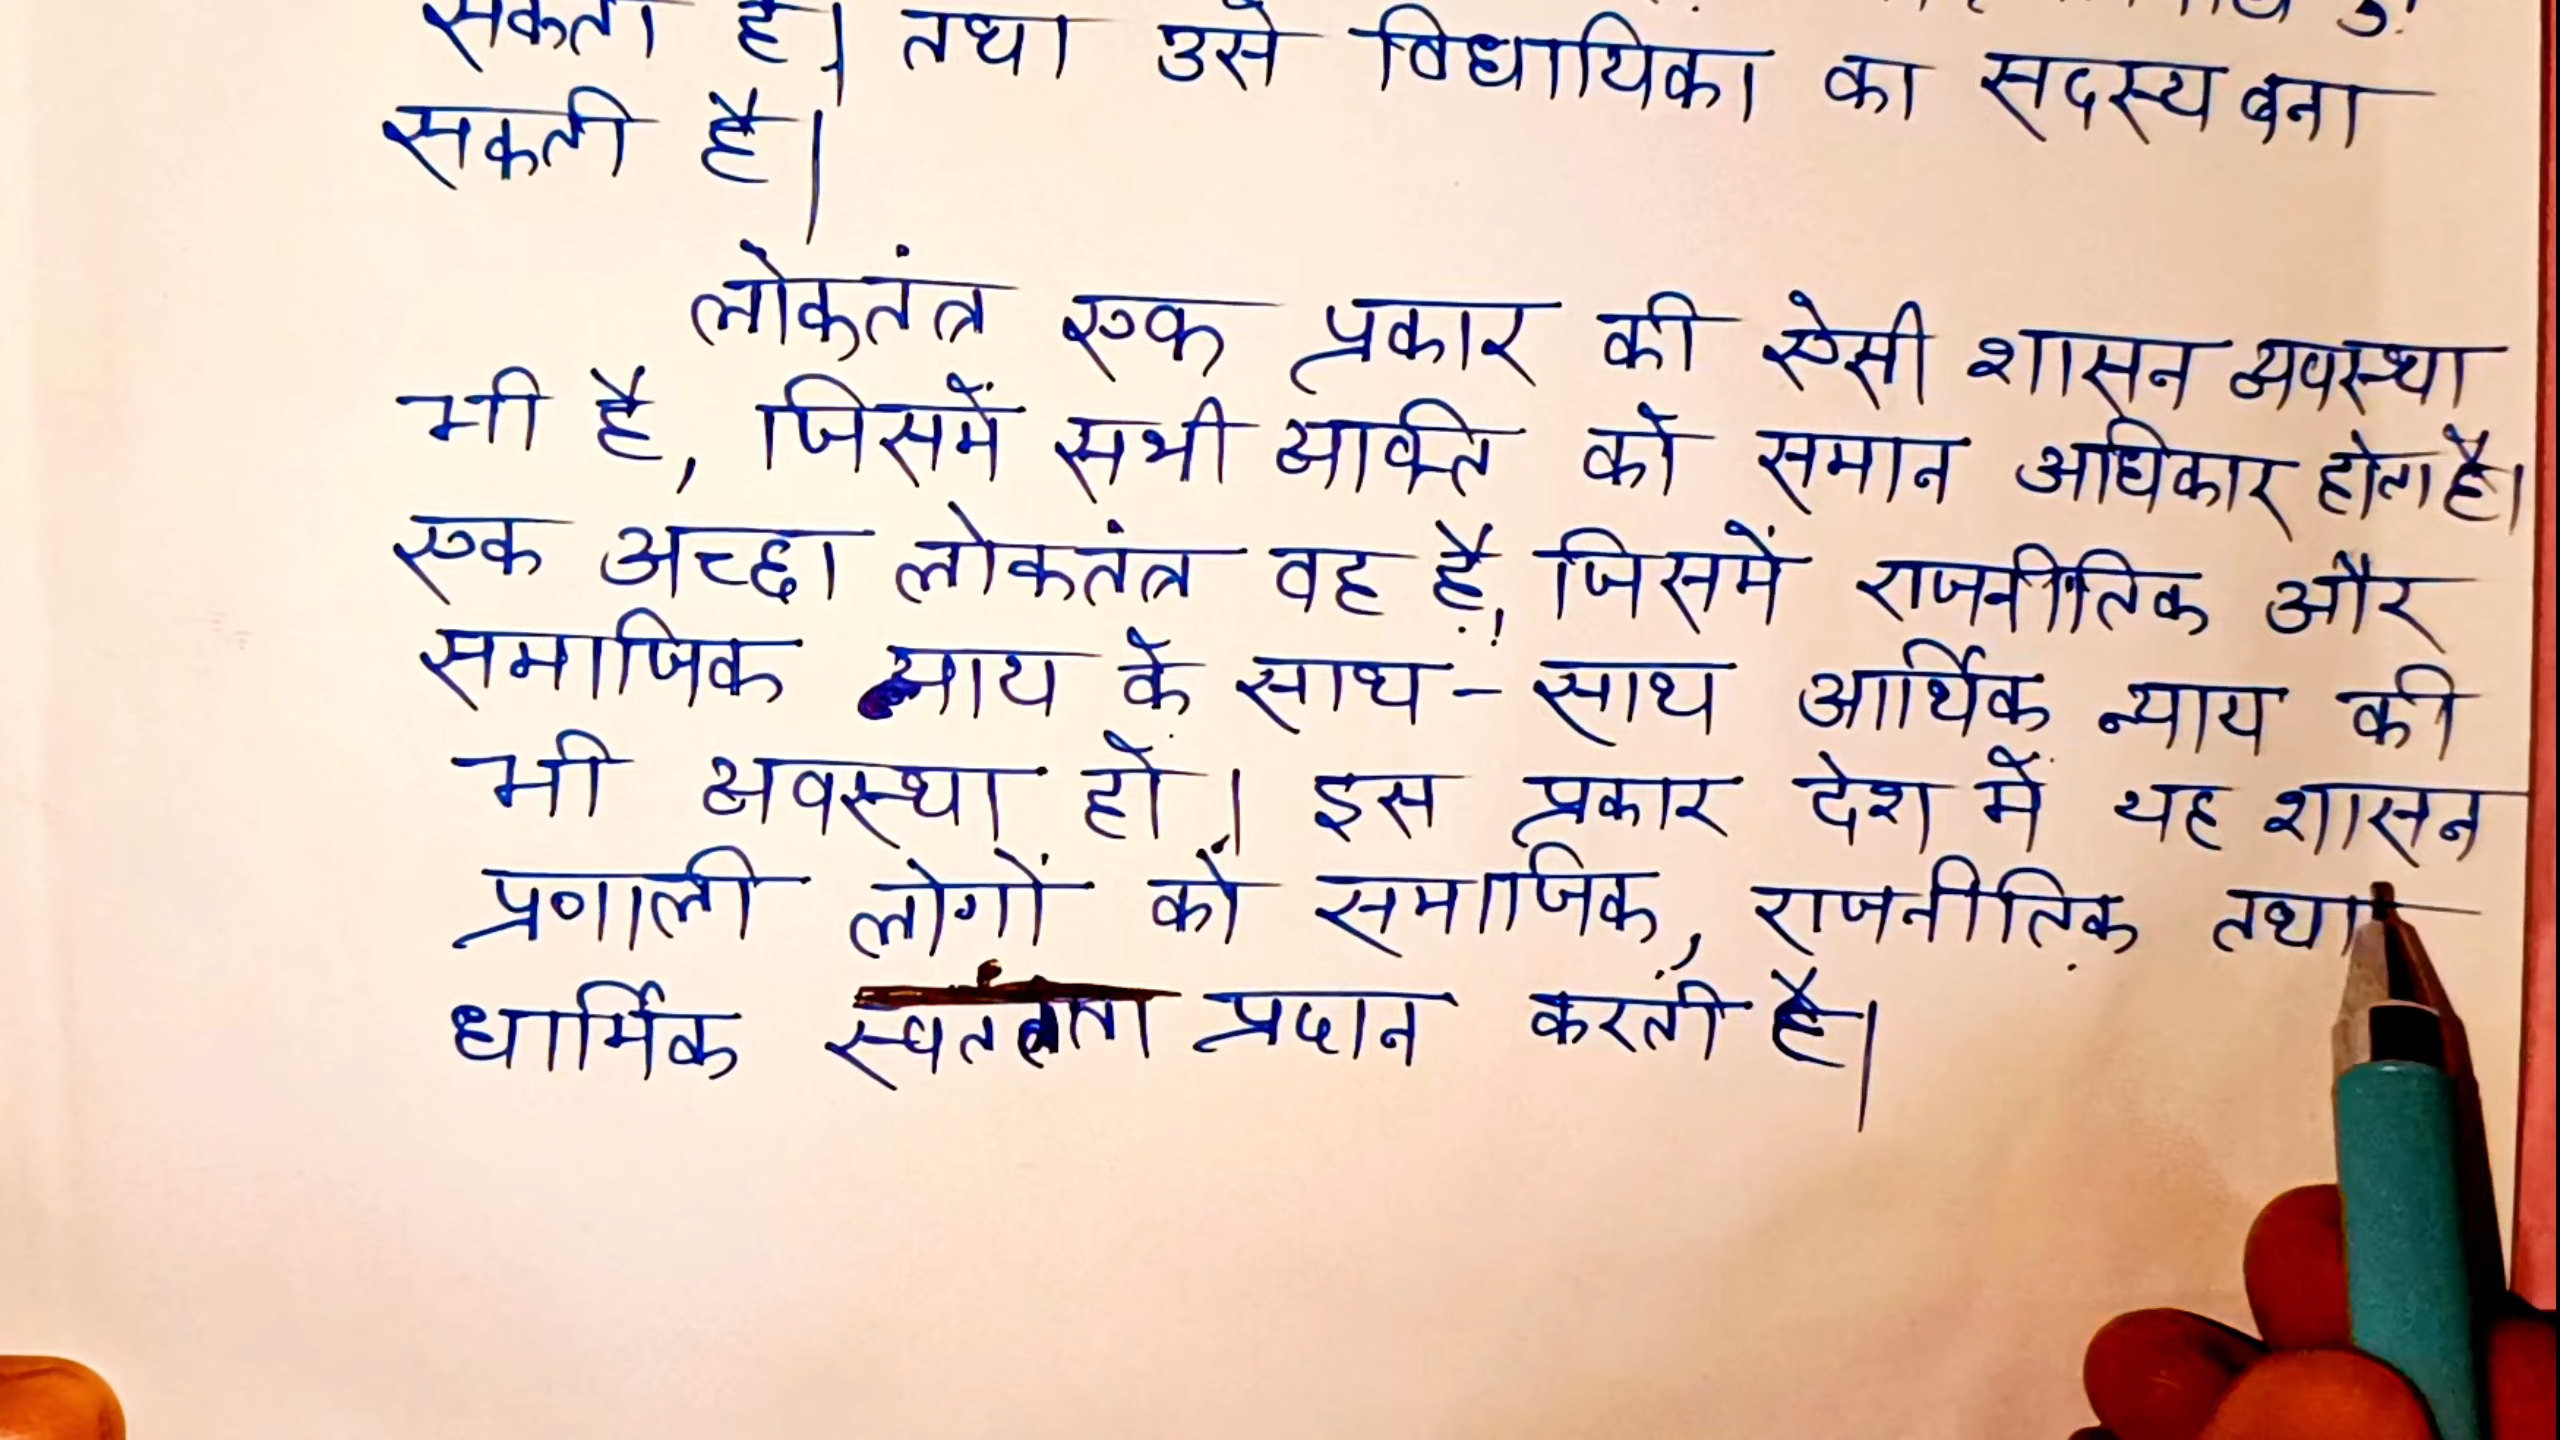 सकता है। तथा उसे विधायिका का सदस्य बना
सकती है।
लोकतंत्र एक प्रकार की ऐसी शासन व्यवस्था
भी है, जिसमें सभी व्यक्ति को समान अधिकार होता है।
एक अच्छा लोकतंत्र वह है, जिसमें राजनीतिक और
समाजिक न्याय के साथ-साथ आर्थिक न्याय की
भी व्यवस्था हो। इस प्रकार देश में यह शासन
प्रणाली लोगों को समाजिक, राजनीतिक तथा
धार्मिक स्वतंत्रता प्रदान करती है।